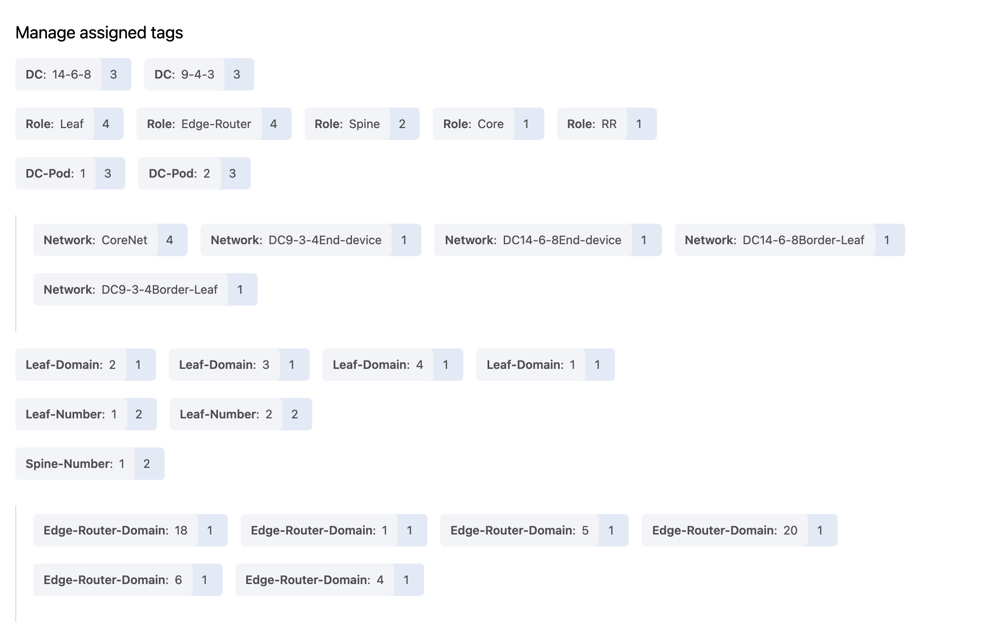 Manage assigned tags
DC: 14-6-8 3 DC: 9-4-3 3
Role: Leaf 4 Role: Edge-Router 4 Role: Spine 2 Role: Core 1 Role: RR 1
DC-Pod: 1 3 DC-Pod: 2 3
Network: CoreNet 4 Network: DC9-3-4End-device 1 Network: DC14-6-8End-device 1 Network: DC14-6-8Border-Leaf 1
Network: DC9-3-4Border-Leaf 1
Leaf-Domain: 2 1 Leaf-Domain: 3 1 Leaf-Domain: 4 1 Leaf-Domain: 1 1
Leaf-Number: 1 2 Leaf-Number: 2 2
Spine-Number: 1 2
Edge-Router-Domain: 18 1 Edge-Router-Domain: 1 1 Edge-Router-Domain: 5 1 Edge-Router-Domain: 20 1
Edge-Router-Domain: 6 1 Edge-Router-Domain: 4 1